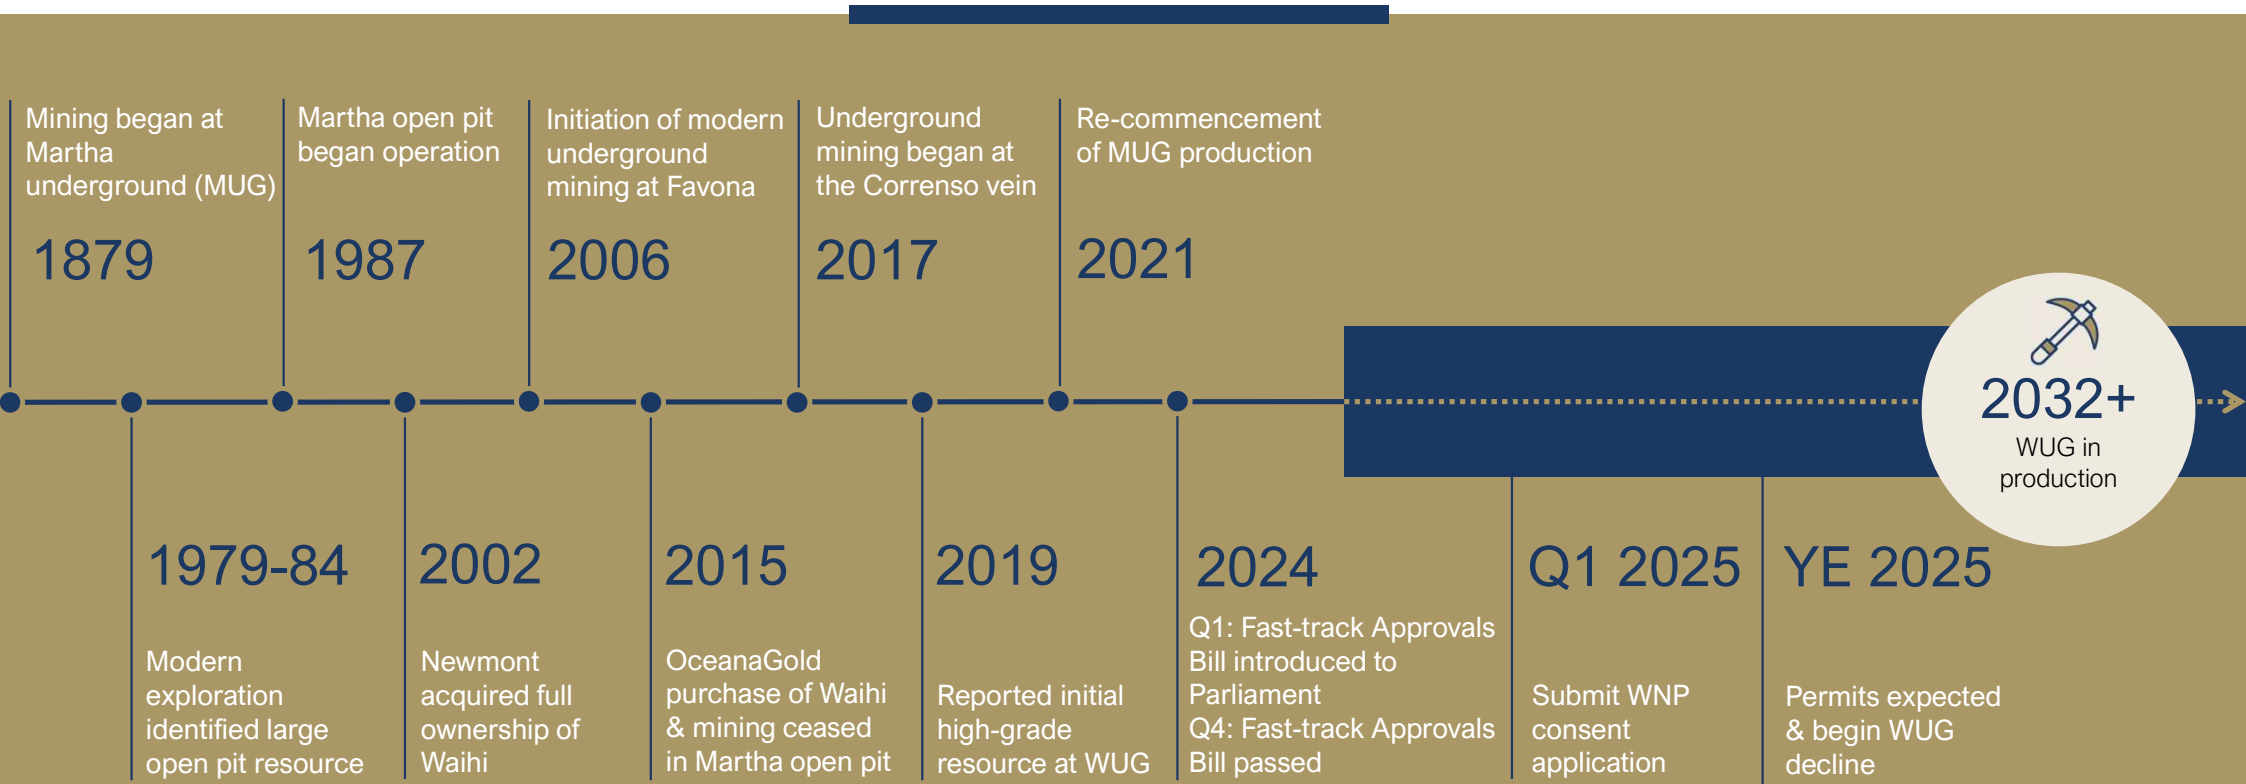 Mining began at
Martha
underground (MUG)
1879
Martha open pit
began operation
1987
Initiation of modern
underground
mining at Favona
2006
Underground
mining began at
the Correnso vein
2017
Re-commencement
of MUG production
2021
2032+
WUG in
production
1979-84
Modern
exploration
identified large
open pit resource
2002
Newmont
acquired full
ownership of
Waihi
2015
OceanaGold
purchase of Waihi
& mining ceased
in Martha open pit
2019
Reported initial
high-grade
resource at WUG
2024
Q1: Fast-track Approvals
Bill introduced to
Parliament
Q4: Fast-track Approvals
Bill passed
Q1 2025
Submit WNP
consent
application
YE 2025
Permits expected
& begin WUG
decline